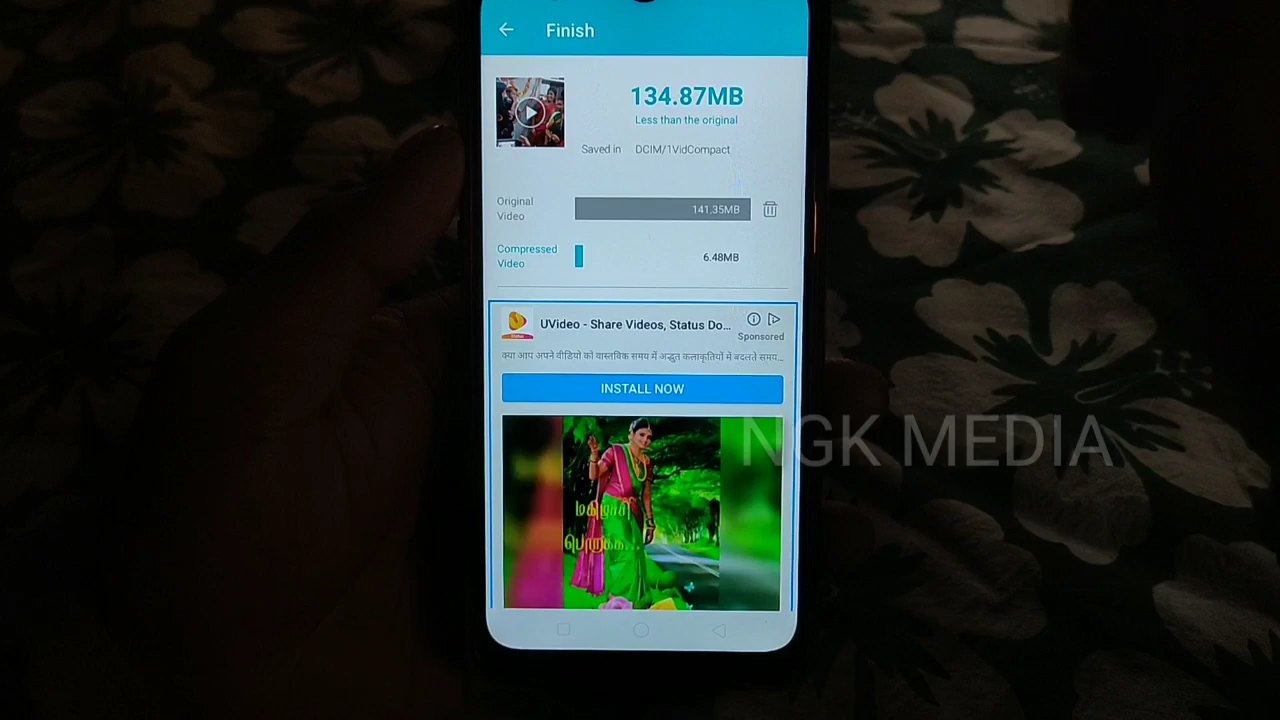 Finish
134.87MB
Less than the original
Saved in DCIM/1VidCompact
Original
Video
141.35MB
Compressed
Video
6.48MB
UVideo - Share Videos, Status Do...
Sponsored
क्या आप अपने वीडियो को वास्तविक समय में अद्भुत कलाकृतियों में बदलते समय...
INSTALL NOW
NGK MEDIA